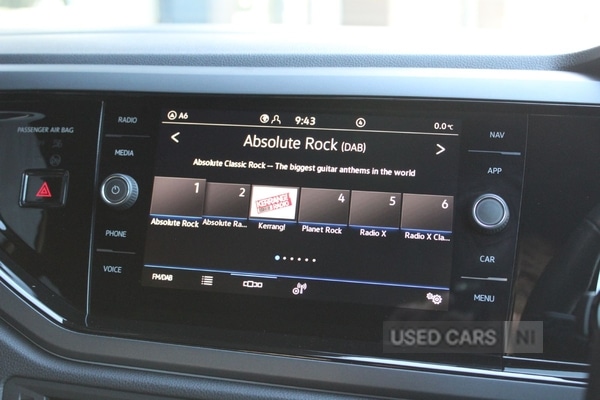 PASSENGER AIR BAG
RADIO
MEDIA
PHONE
VOICE
A6
9:43
0.0°C
Absolute Rock (DAB)
Absolute Classic Rock -- The biggest guitar anthems in the world
1 2 KERRANG! 4 5 6
Absolute Rock Absolute Ra... Kerrang! Planet Rock Radio X Radio X Cla...
FM/DAB
NAV
APP
CAR
MENU
USED CARS NI